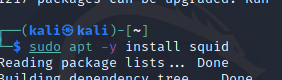 1217 packages can be upgraded. Run
┌──(kali㉿kali)-[~]
└─$ sudo apt -y install squid
Reading package lists... Done
Building dependency tree... Done